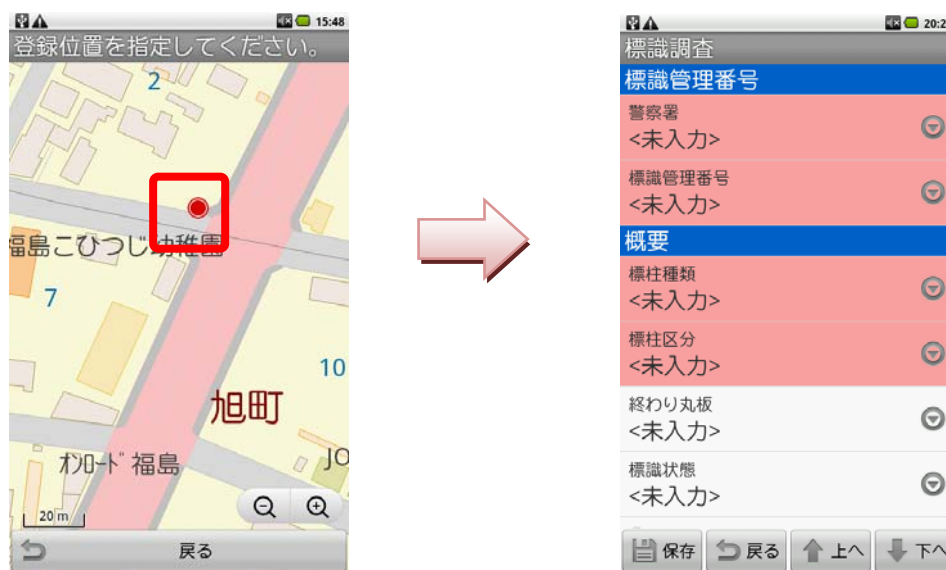 15:48
登録位置を指定してください。
2
福島こひつじ幼稚園
7
10
旭町
オンロード福島
JO
20 m
戻る
20:2
標識調査
標識管理番号
警察署
<未入力>
標識管理番号
<未入力>
概要
標柱種類
<未入力>
標柱区分
<未入力>
終わり丸板
<未入力>
標識状態
<未入力>
保存 戻る 上へ 下へ